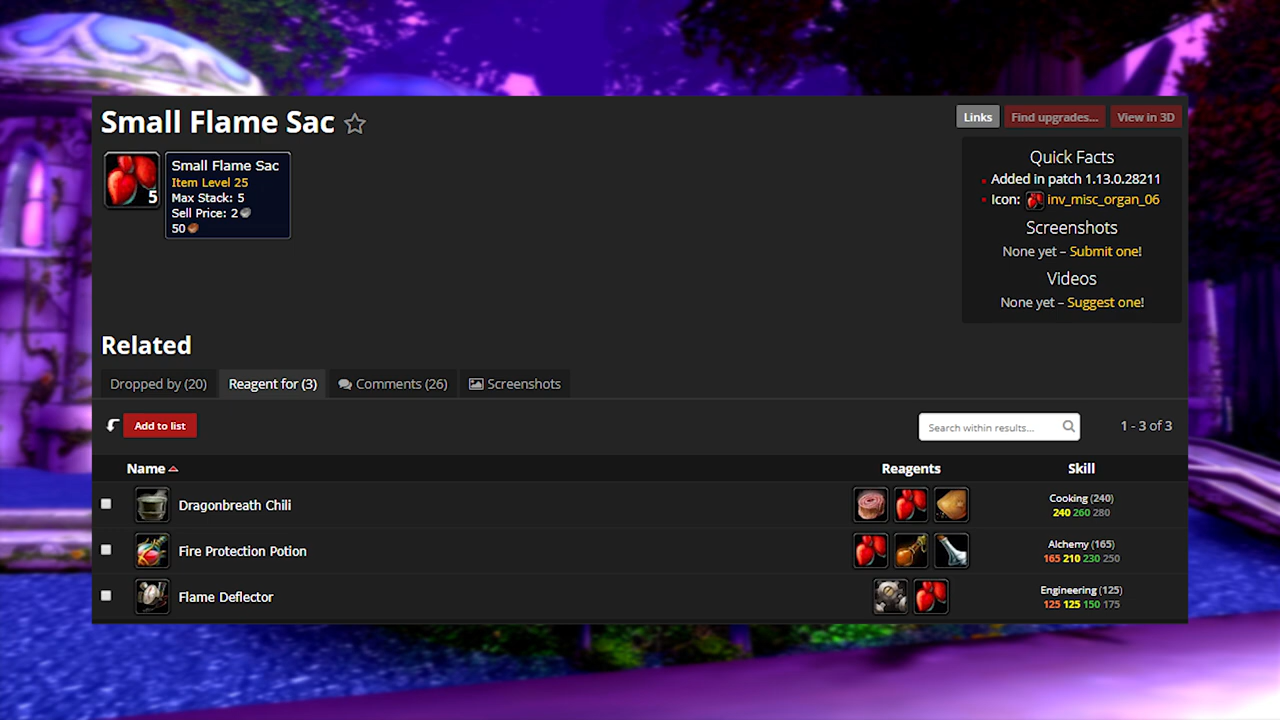 Small Flame Sac
Links
Find upgrades...
View in 3D
5
Small Flame Sac
Item Level 25
Max Stack: 5
Sell Price: 2
50
Quick Facts
Added in patch 1.13.0.28211
Icon: inv_misc_organ_06
Screenshots
None yet – Submit one!
Videos
None yet – Suggest one!
Related
Dropped by (20)
Reagent for (3)
Comments (26)
Screenshots
Add to list
Search within results...
1 - 3 of 3
Name
Reagents
Skill
Dragonbreath Chili
Cooking (240)
240 260 280
Fire Protection Potion
Alchemy (165)
165 210 230 250
Flame Deflector
Engineering (125)
125 125 150 175